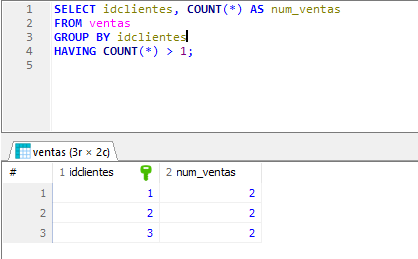 1 SELECT idclientes, COUNT(*) AS num_ventas
2 FROM ventas
3 GROUP BY idclientes
4 HAVING COUNT(*) > 1;
5
ventas (3r × 2c)
# 1 idclientes 2 num_ventas
1 1 2
2 2 2
3 3 2